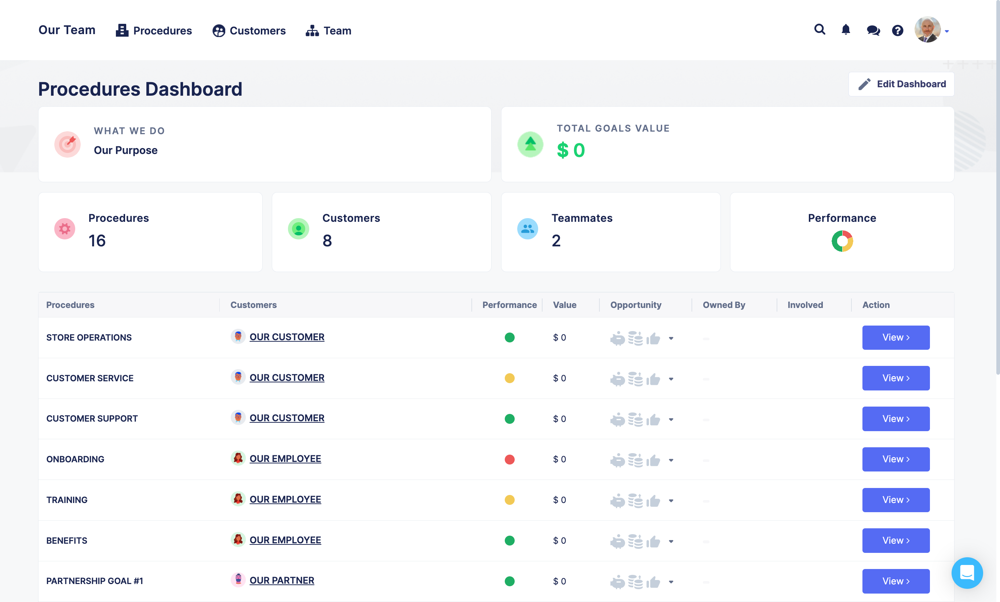 Our Team Procedures Customers Team
Procedures Dashboard
Edit Dashboard
WHAT WE DO
Our Purpose
TOTAL GOALS VALUE
$ 0
Procedures
16
Customers
8
Teammates
2
Performance
Procedures Customers Performance Value Opportunity Owned By Involved Action
STORE OPERATIONS OUR CUSTOMER $ 0 View
CUSTOMER SERVICE OUR CUSTOMER $ 0 View
CUSTOMER SUPPORT OUR CUSTOMER $ 0 View
ONBOARDING OUR EMPLOYEE $ 0 View
TRAINING OUR EMPLOYEE $ 0 View
BENEFITS OUR EMPLOYEE $ 0 View
PARTNERSHIP GOAL #1 OUR PARTNER $ 0 View